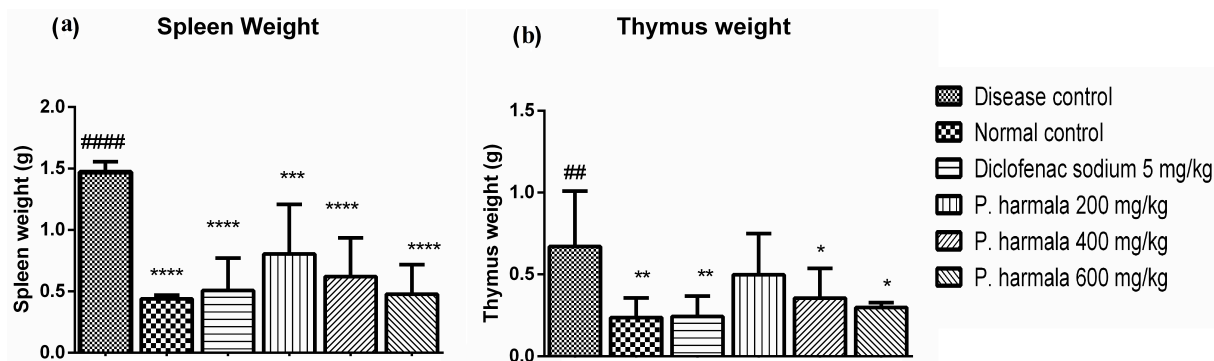 (a)
Spleen Weight
Spleen weight (g)
2.0
1.5
1.0
0.5
0.0
####
****
****
***
****
****
(b)
Thymus weight
Thymus weight (g)
1.5
1.0
0.5
0.0
##
**
**
*
*
Disease control
Normal control
Diclofenac sodium 5 mg/kg
P. harmala 200 mg/kg
P. harmala 400 mg/kg
P. harmala 600 mg/kg